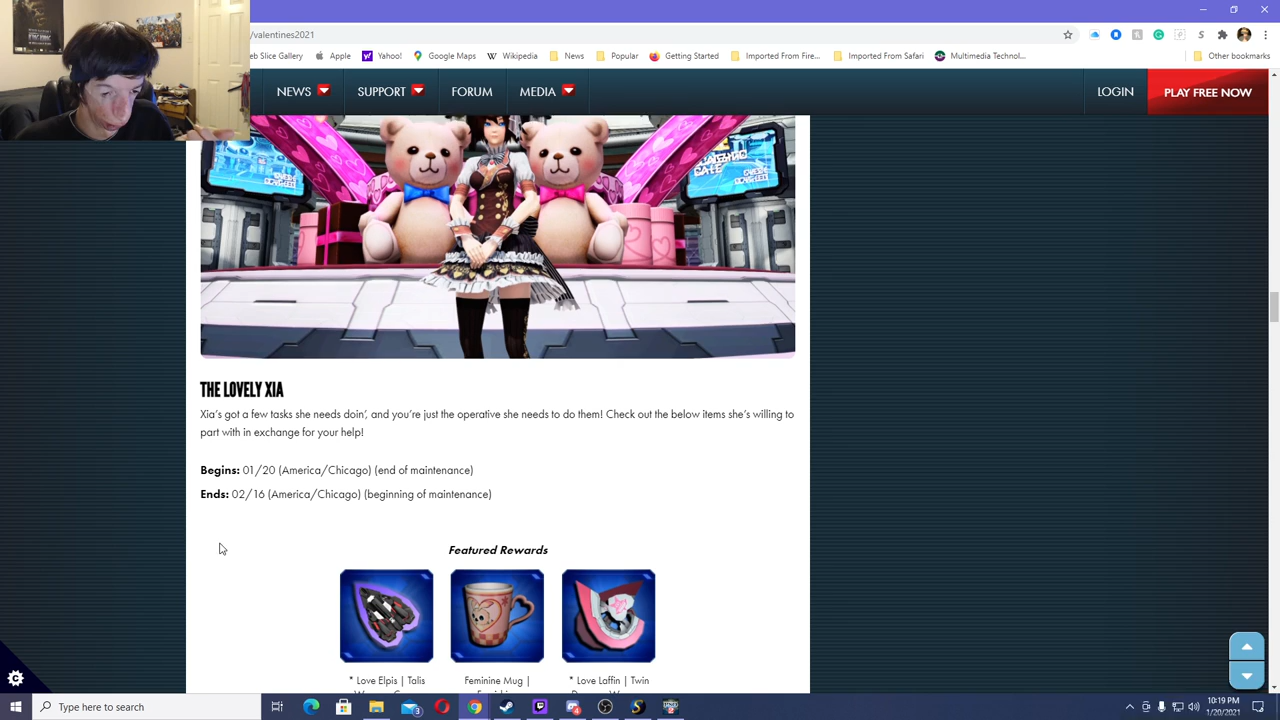 /valentines2021
eb Slice Gallery Apple Yahoo! Google Maps Wikipedia News Popular Getting Started Imported From Fire... Imported From Safari Multimedia Technol... Other bookmarks
NEWS SUPPORT FORUM MEDIA LOGIN PLAY FREE NOW
THE LOVELY XIA
Xia's got a few tasks she needs doin', and you're just the operative she needs to do them! Check out the below items she's willing to
part with in exchange for your help!
Begins: 01/20 (America/Chicago) (end of maintenance)
Ends: 02/16 (America/Chicago) (beginning of maintenance)
Featured Rewards
* Love Elpis | Talis
Feminine Mug |
* Love Laffin | Twin
Type here to search
10:19 PM
1/20/2021